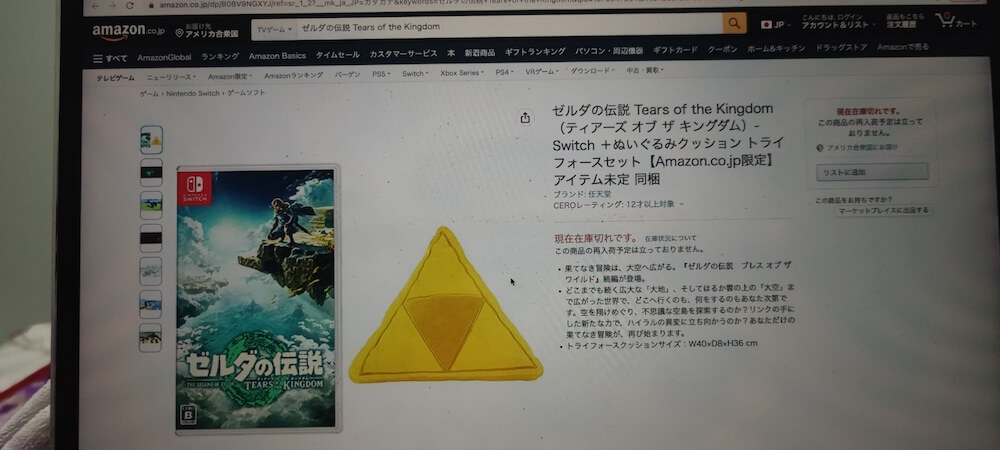 amazon.co.jp/dp/B0BV9NGXYJ/ref=sr_1_2?__mk_ja_JP=カタカナ&keywords=ゼルダの伝説+Tears+of+the+Kingdom
amazon.co.jp
お届け先
アメリカ合衆国
TVゲーム
ゼルダの伝説 Tears of the Kingdom
JP
こんにちは, ログイン
アカウント＆リスト
返品もこちら
注文履歴
0
カート
すべて AmazonGlobal ランキング Amazon Basics タイムセール カスタマーサービス 本 新着商品 ギフトランキング パソコン・周辺機器 ギフトカード クーポン ホーム&キッチン ドラッグストア Amazonで売る
テレビゲーム ニューリリース Amazon限定 Amazonランキング バーゲン PS5 Switch Xbox Series PS4 VRゲーム ダウンロード 中古・買取
ゲーム › Nintendo Switch › ゲームソフト
ゼルダの伝説 Tears of the Kingdom
（ティアーズ オブ ザ キングダム）-
Switch ＋ぬいぐるみクッション トライ
フォースセット【Amazon.co.jp限定】
アイテム未定 同梱
ブランド: 任天堂
CEROレーティング: 12才以上対象
現在在庫切れです。 在庫状況について
この商品の再入荷予定は立っておりません。
• 果てなき冒険は、大空へ広がる。『ゼルダの伝説 ブレス オブ ザ
ワイルド』続編が登場。
• どこまでも続く広大な「大地」、そしてはるか雲の上の「大空」ま
で広がった世界で、どこへ行くのも、何をするのもあなた次第で
す。空を翔けめぐり、不思議な空島を探索するのか？リンクの手に
した新たな力で、ハイラルの異変に立ち向かうのか？あなただけの
果てなき冒険が、再び始まります。
• トライフォースクッションサイズ：W40×D8×H36 cm
現在在庫切れです。
この商品の再入荷予定は立って
おりません。
アメリカ合衆国にお届け
リストに追加
この商品をお持ちですか？
マーケットプレイスに出品する
NINTENDO
SWITCH
ゼルダの伝説
THE LEGEND OF
TEARS OF THE KINGDOM
B